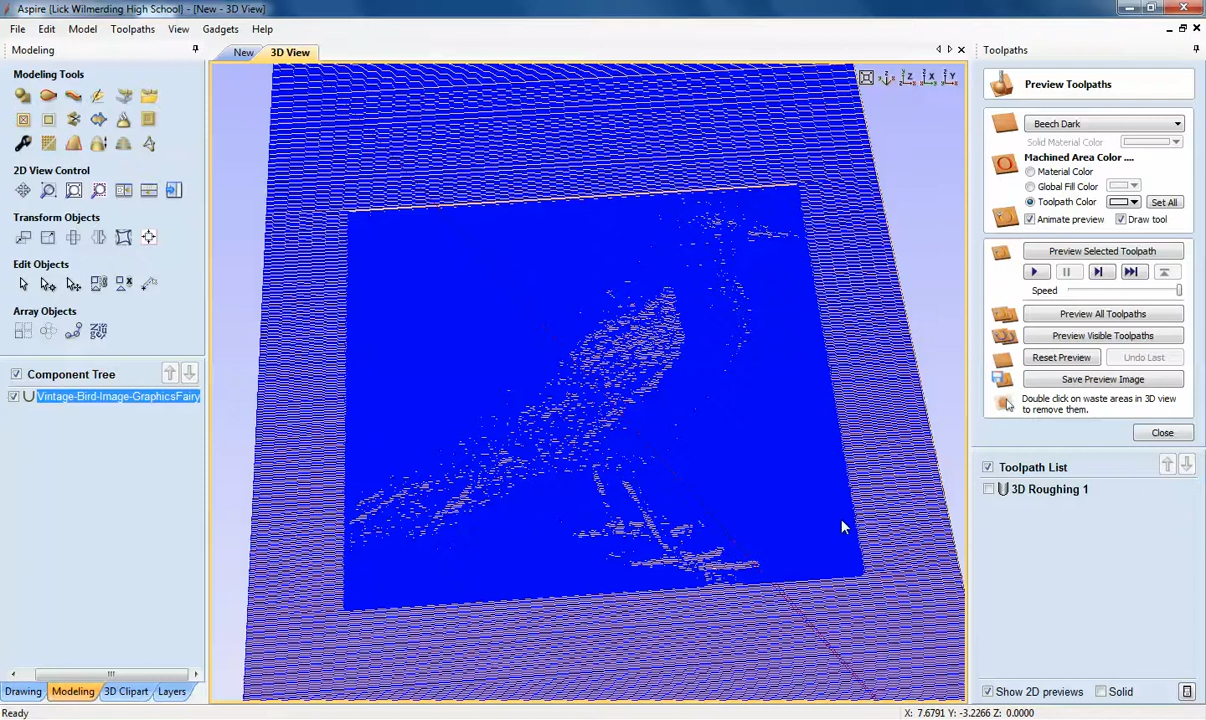 Aspire {Lick Wilmerding High School} - [New - 3D View]
File Edit Model Toolpaths View Gadgets Help
Modeling
New 3D View
Toolpaths
Modeling Tools
2D View Control
Transform Objects
Edit Objects
Array Objects
Component Tree
Vintage-Bird-Image-GraphicsFairy
Drawing Modeling 3D Clipart Layers
Z X Y
Preview Toolpaths
Beech Dark
Solid Material Color
Machined Area Color ....
Material Color
Global Fill Color
Toolpath Color Set All
Animate preview Draw tool
Preview Selected Toolpath
Speed
Preview All Toolpaths
Preview Visible Toolpaths
Reset Preview Undo Last
Save Preview Image
Double click on waste areas in 3D view
to remove them.
Close
Toolpath List
3D Roughing 1
Show 2D previews Solid
Ready X: 7.6791 Y: -3.2266 Z: 0.0000